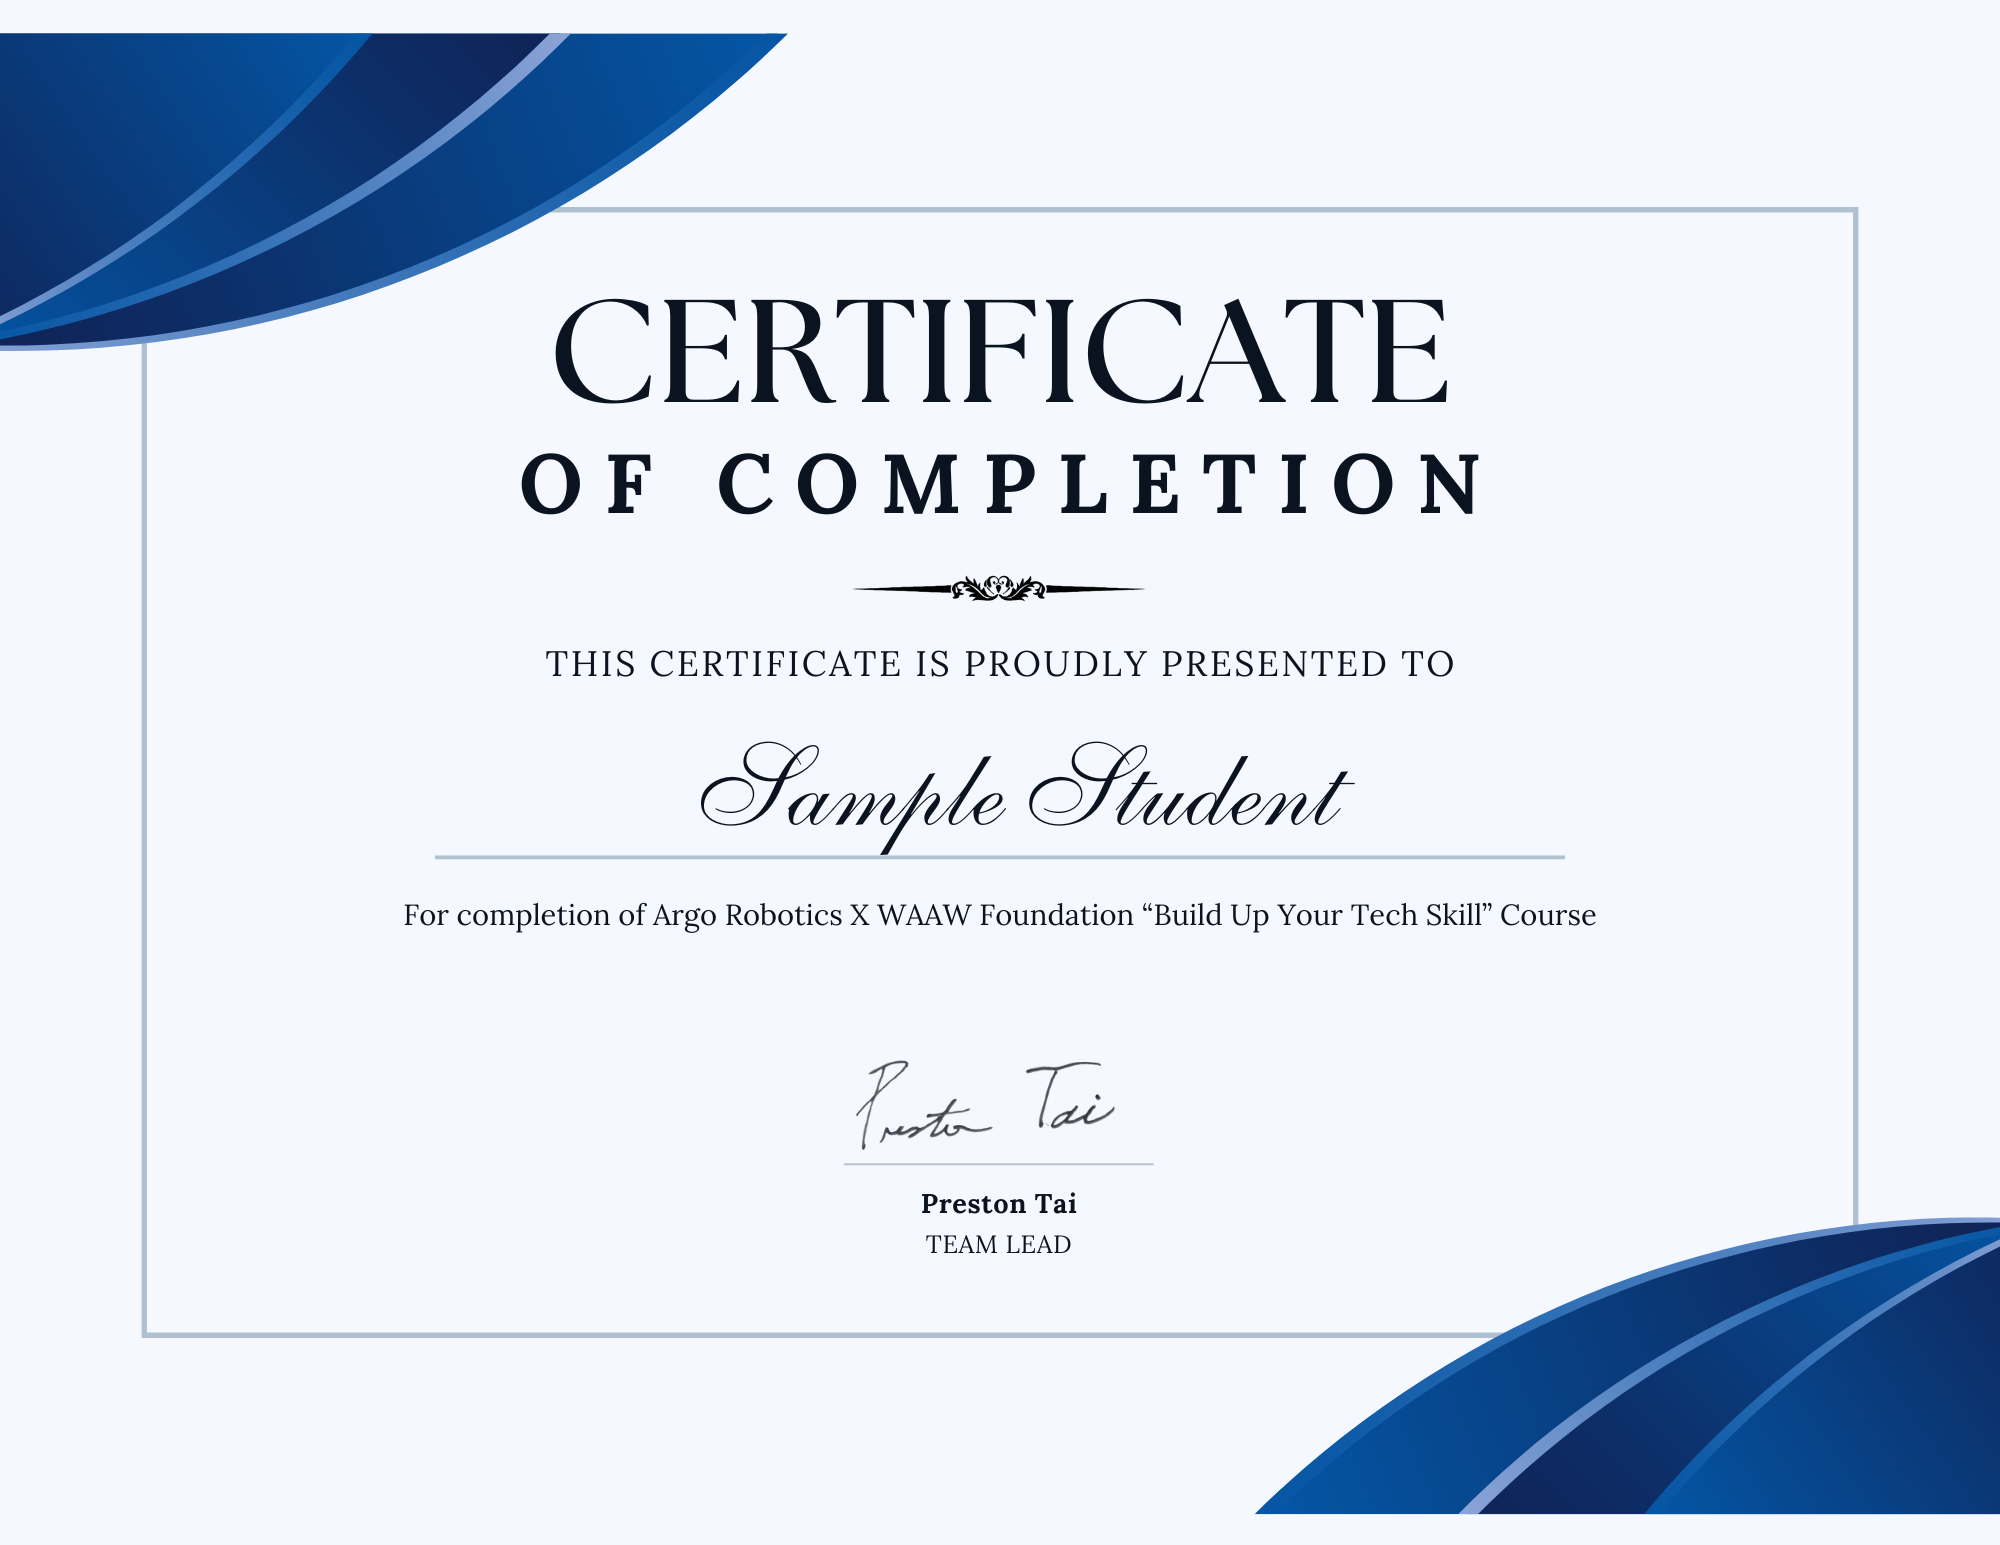 CERTIFICATE
OF COMPLETION
THIS CERTIFICATE IS PROUDLY PRESENTED TO
Sample Student
For completion of Argo Robotics X WAAW Foundation “Build Up Your Tech Skill” Course
Preston Tai
Preston Tai
TEAM LEAD